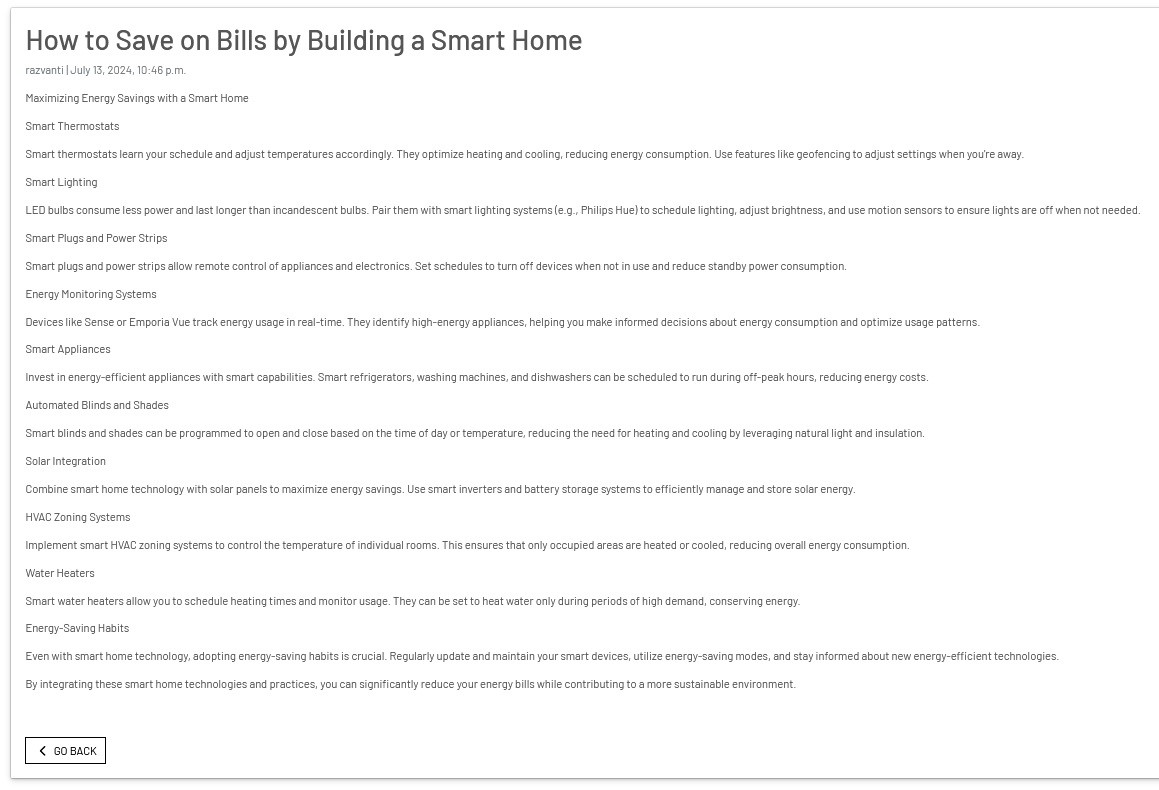 How to Save on Bills by Building a Smart Home
razvanti | July 13, 2024, 10:46 p.m.
Maximizing Energy Savings with a Smart Home
Smart Thermostats
Smart thermostats learn your schedule and adjust temperatures accordingly. They optimize heating and cooling, reducing energy consumption. Use features like geofencing to adjust settings when you're away.
Smart Lighting
LED bulbs consume less power and last longer than incandescent bulbs. Pair them with smart lighting systems (e.g., Philips Hue) to schedule lighting, adjust brightness, and use motion sensors to ensure lights are off when not needed.
Smart Plugs and Power Strips
Smart plugs and power strips allow remote control of appliances and electronics. Set schedules to turn off devices when not in use and reduce standby power consumption.
Energy Monitoring Systems
Devices like Sense or Emporia Vue track energy usage in real-time. They identify high-energy appliances, helping you make informed decisions about energy consumption and optimize usage patterns.
Smart Appliances
Invest in energy-efficient appliances with smart capabilities. Smart refrigerators, washing machines, and dishwashers can be scheduled to run during off-peak hours, reducing energy costs.
Automated Blinds and Shades
Smart blinds and shades can be programmed to open and close based on the time of day or temperature, reducing the need for heating and cooling by leveraging natural light and insulation.
Solar Integration
Combine smart home technology with solar panels to maximize energy savings. Use smart inverters and battery storage systems to efficiently manage and store solar energy.
HVAC Zoning Systems
Implement smart HVAC zoning systems to control the temperature of individual rooms. This ensures that only occupied areas are heated or cooled, reducing overall energy consumption.
Water Heaters
Smart water heaters allow you to schedule heating times and monitor usage. They can be set to heat water only during periods of high demand, conserving energy.
Energy-Saving Habits
Even with smart home technology, adopting energy-saving habits is crucial. Regularly update and maintain your smart devices, utilize energy-saving modes, and stay informed about new energy-efficient technologies.
By integrating these smart home technologies and practices, you can significantly reduce your energy bills while contributing to a more sustainable environment.
GO BACK